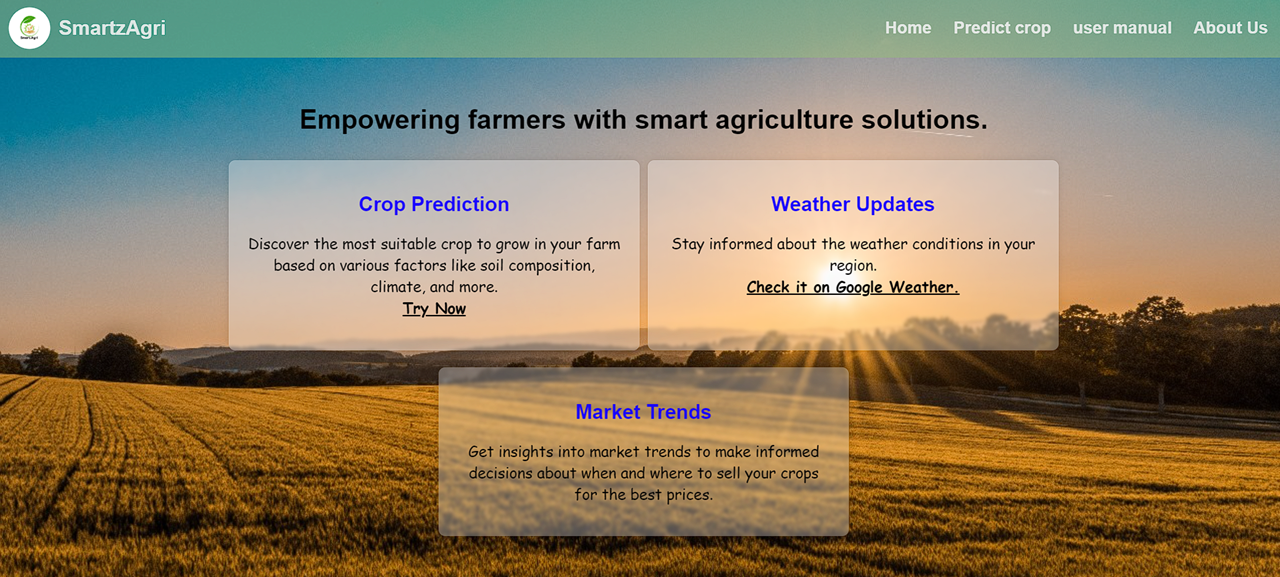 SmartzAgri
Home Predict crop user manual About Us
Empowering farmers with smart agriculture solutions.
Crop Prediction
Discover the most suitable crop to grow in your farm
based on various factors like soil composition,
climate, and more.
Try Now
Weather Updates
Stay informed about the weather conditions in your
region.
Check it on Google Weather.
Market Trends
Get insights into market trends to make informed
decisions about when and where to sell your crops
for the best prices.